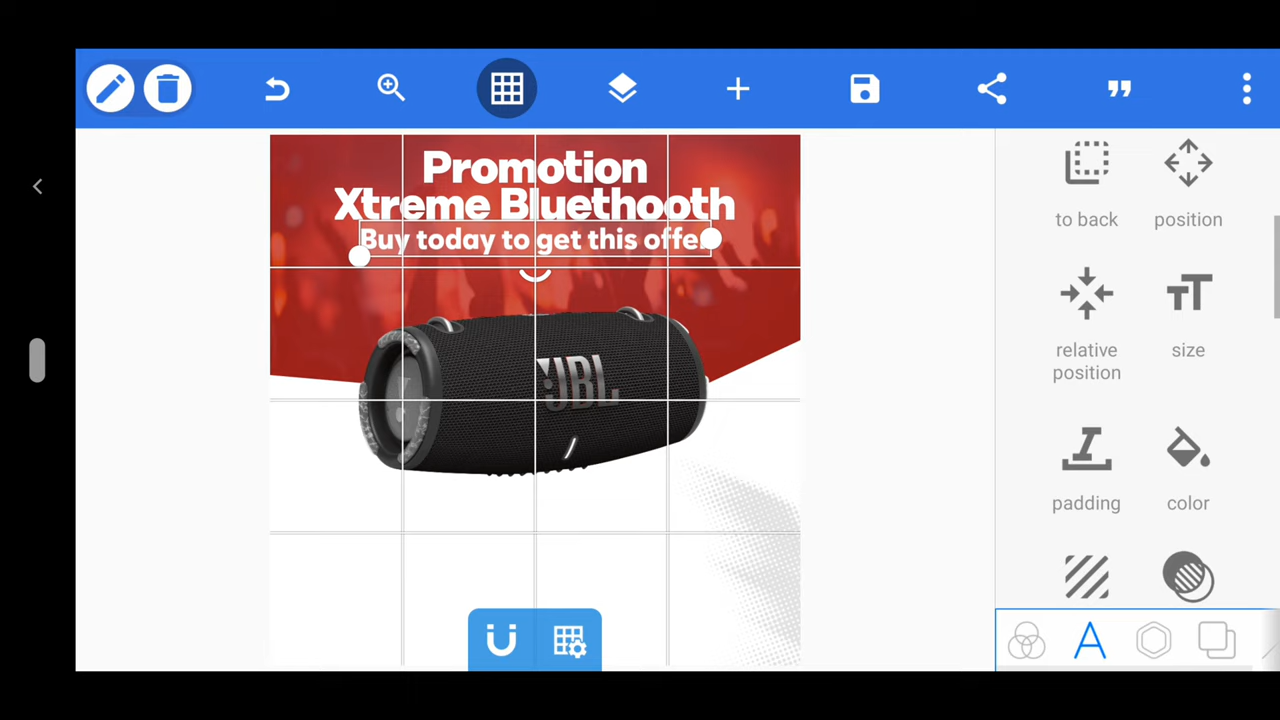 Promotion
Xtreme Bluethooth
Buy today to get this offer
to back
position
relative
position
size
JBL
padding
color